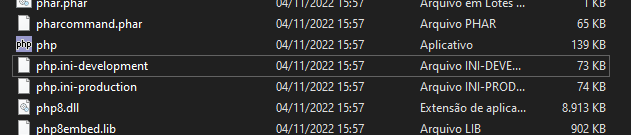 phar.phar 04/11/2022 15:57 Arquivo em Lotes 1 KB
pharcommand.phar 04/11/2022 15:57 Arquivo PHAR 65 KB
php php 04/11/2022 15:57 Aplicativo 139 KB
php.ini-development 04/11/2022 15:57 Arquivo INI-DEVE... 73 KB
php.ini-production 04/11/2022 15:57 Arquivo INI-PROD... 74 KB
php8.dll 04/11/2022 15:57 Extensão de aplica... 8.913 KB
php8embed.lib 04/11/2022 15:57 Arquivo LIB 902 KB